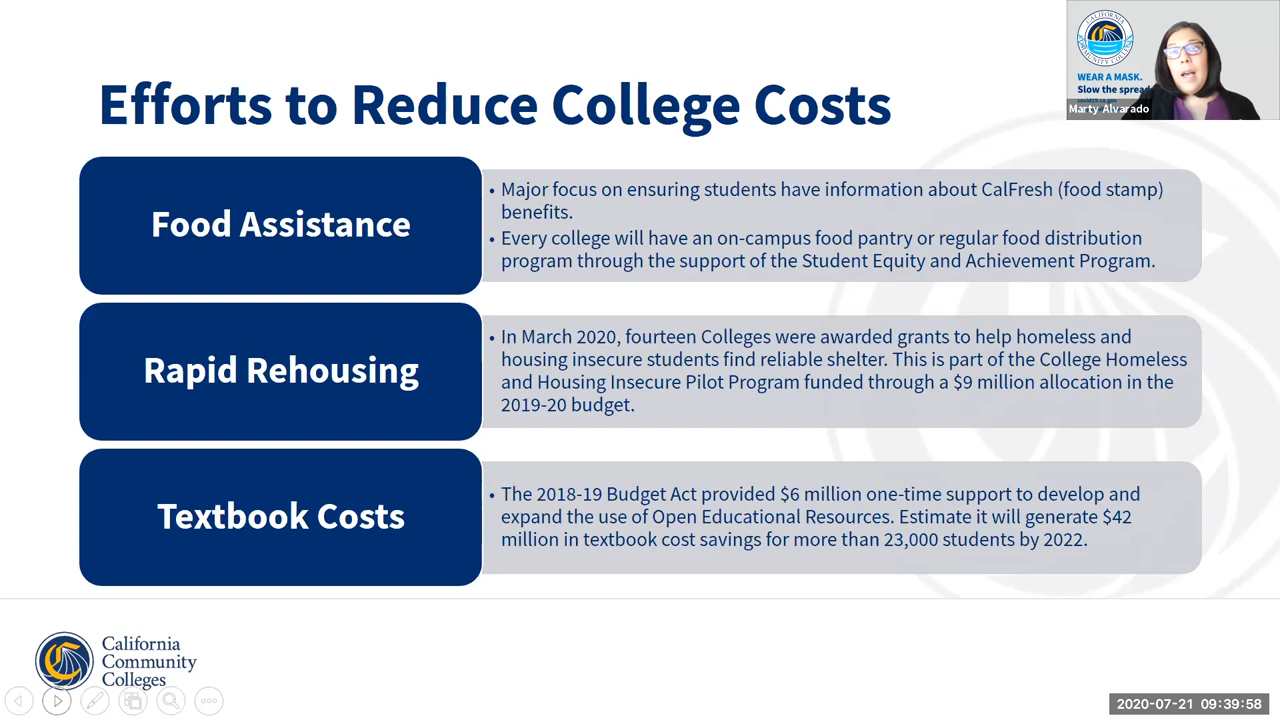 Efforts to Reduce College Costs
CALIFORNIA
COMMUNITY COLLEGES
WEAR A MASK.
Slow the spread
covid19.ca.gov
Marty Alvarado
Food Assistance
• Major focus on ensuring students have information about CalFresh (food stamp)
benefits.
• Every college will have an on-campus food pantry or regular food distribution
program through the support of the Student Equity and Achievement Program.
Rapid Rehousing
• In March 2020, fourteen Colleges were awarded grants to help homeless and
housing insecure students find reliable shelter. This is part of the College Homeless
and Housing Insecure Pilot Program funded through a $9 million allocation in the
2019-20 budget.
Textbook Costs
• The 2018-19 Budget Act provided $6 million one-time support to develop and
expand the use of Open Educational Resources. Estimate it will generate $42
million in textbook cost savings for more than 23,000 students by 2022.
California
Community
Colleges
2020-07-21 09:39:58